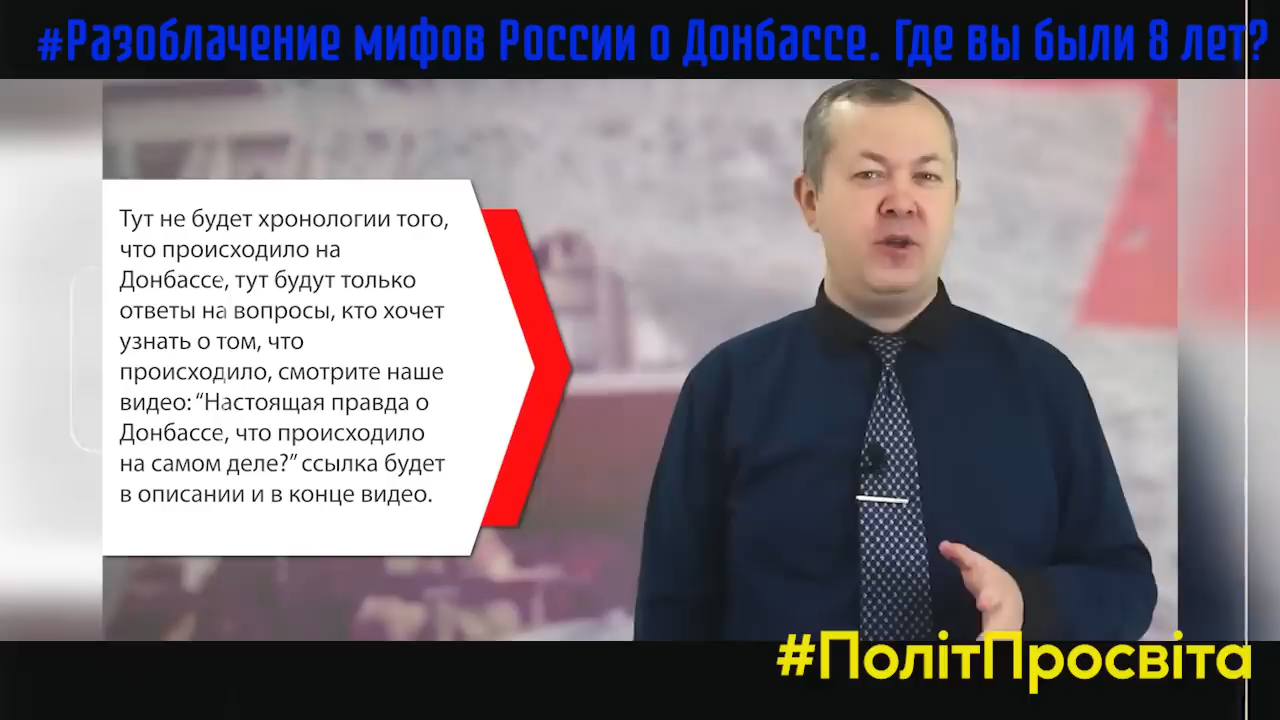 #Разоблачение мифов России о Донбассе. Где вы были 8 лет?
Тут не будет хронологии того,
что происходило на
Донбассе, тут будут только
ответы на вопросы, кто хочет
узнать о том, что
происходило, смотрите наше
видео: “Настоящая правда о
Донбассе, что происходило
на самом деле?” ссылка будет
в описании и в конце видео.
#ПолітПросвіта